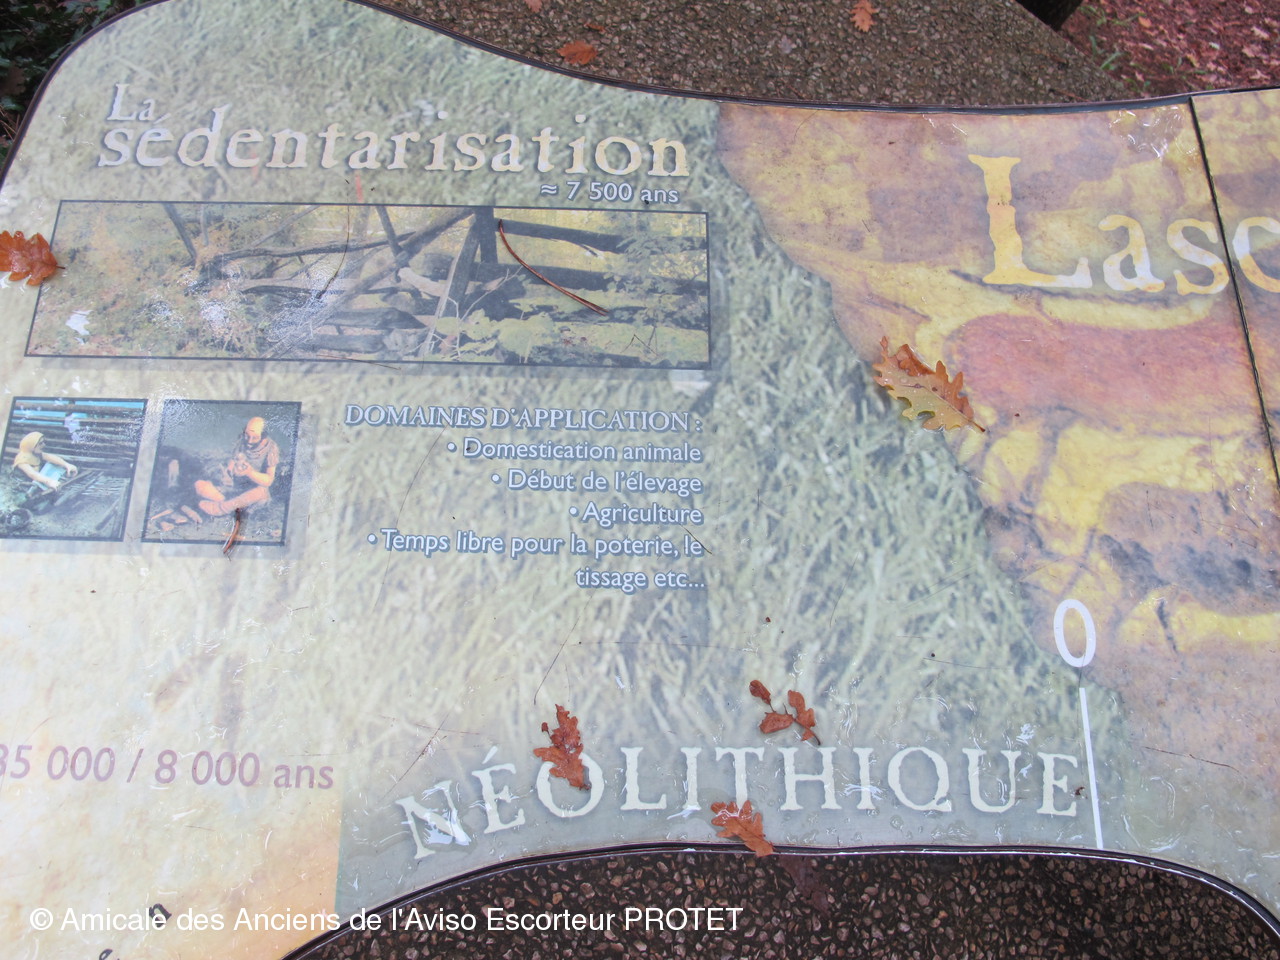 La
sédentarisation
≈ 7 500 ans
Lasc
DOMAINES D'APPLICATION :
• Domestication animale
• Début de l'élevage
• Agriculture
• Temps libre pour la poterie, le
tissage etc...
0
35 000 / 8 000 ans
NÉOLITHIQUE
© Amicale des Anciens de l'Aviso Escorteur PROTET